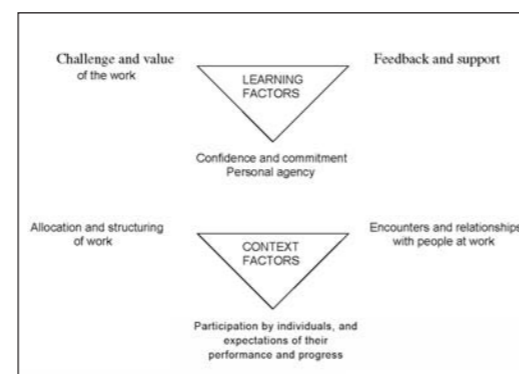 Challenge and value
of the work
Feedback and support
LEARNING
FACTORS
Confidence and commitment
Personal agency
Allocation and structuring
of work
Encounters and relationships
with people at work
CONTEXT
FACTORS
Participation by individuals, and
expectations of their
performance and progress